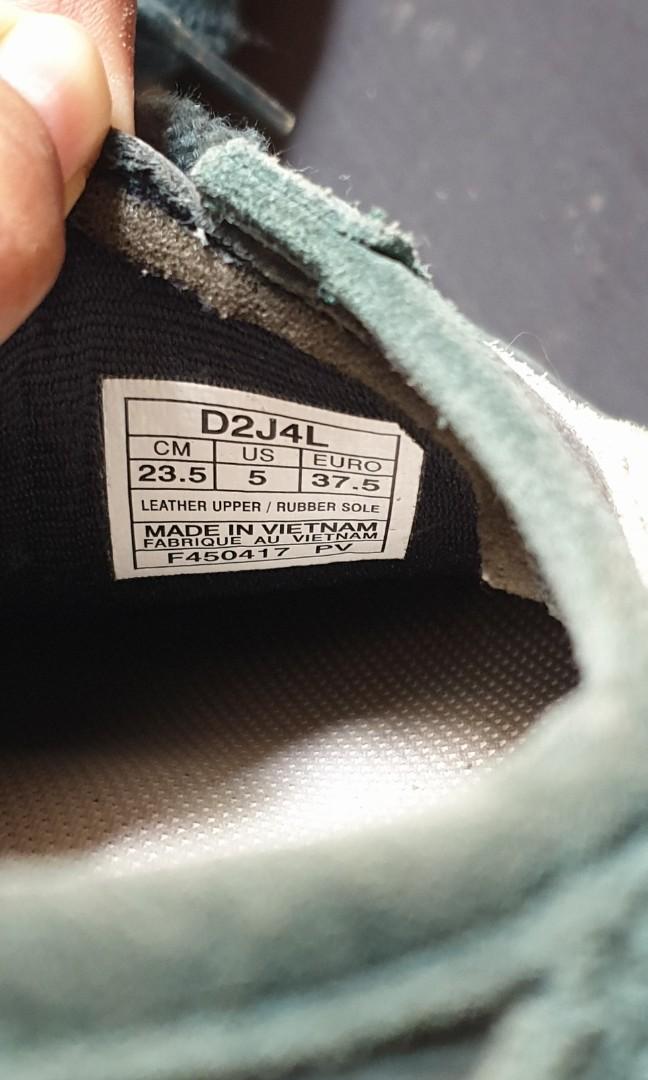 D2J4L
CM US EURO
23.5 5 37.5
LEATHER UPPER / RUBBER SOLE
MADE IN VIETNAM
FABRIQUE AU VIETNAM
F450417 PV